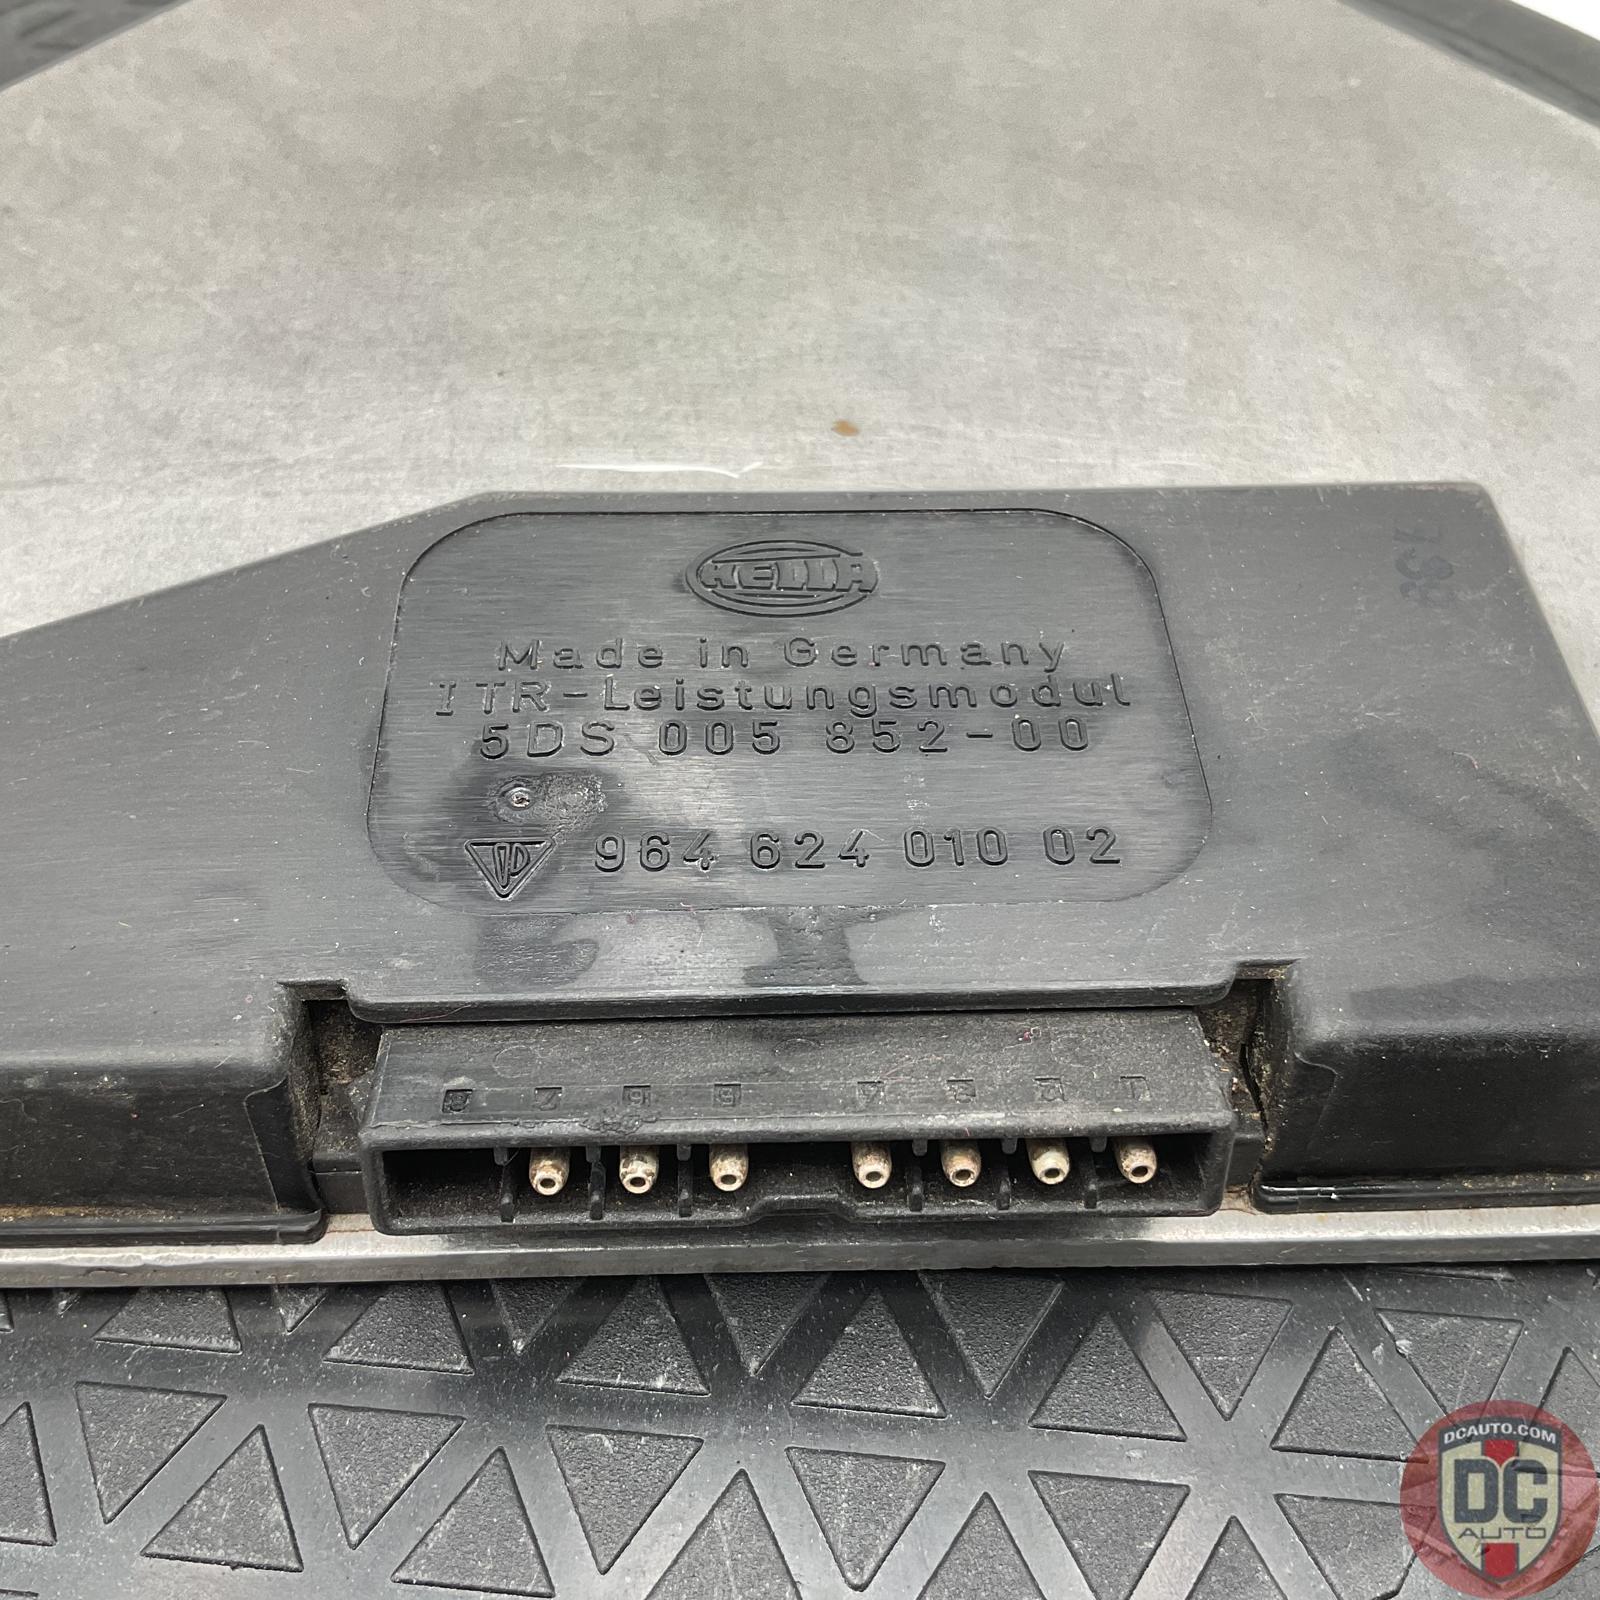 HELLA
Made in Germany
ITR-Leistungsmodul
5DS 005 852-00
964 624 010 02
DCAUTO.COM
DC
AUTO